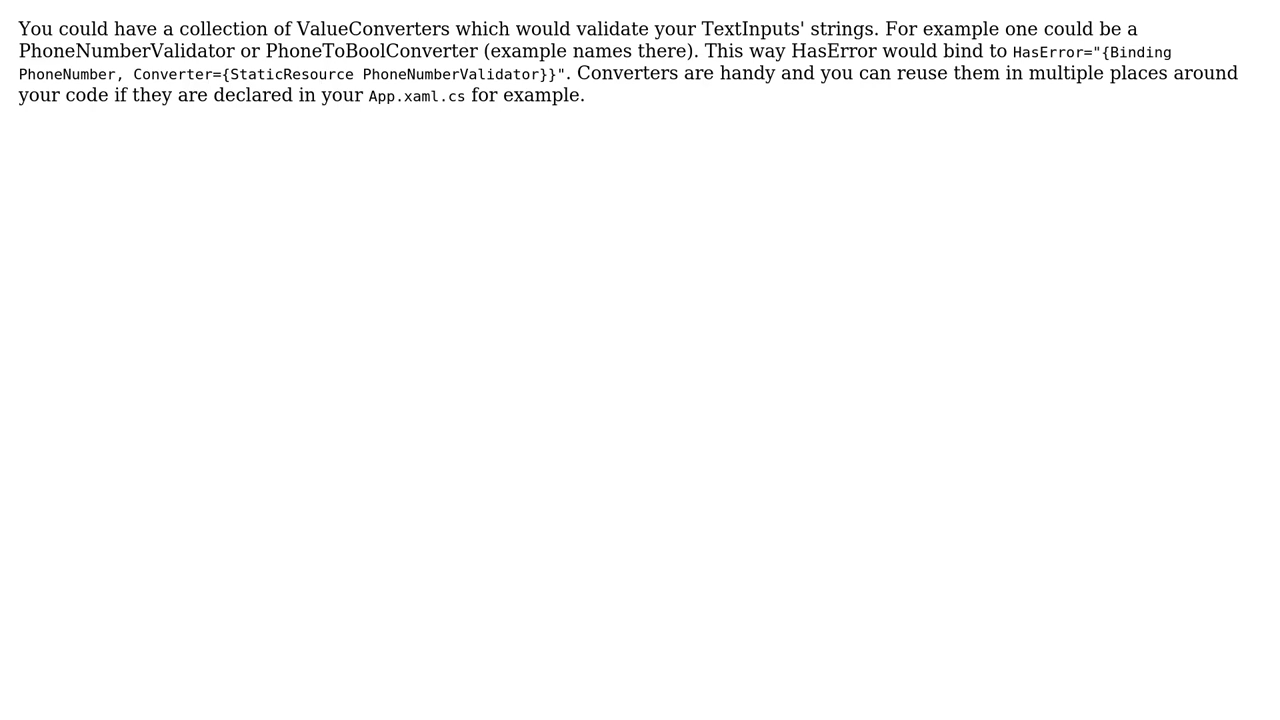 You could have a collection of ValueConverters which would validate your TextInputs' strings. For example one could be a
PhoneNumberValidator or PhoneToBoolConverter (example names there). This way HasError would bind to HasError="{Binding
PhoneNumber, Converter={StaticResource PhoneNumberValidator}}". Converters are handy and you can reuse them in multiple places around
your code if they are declared in your App.xaml.cs for example.